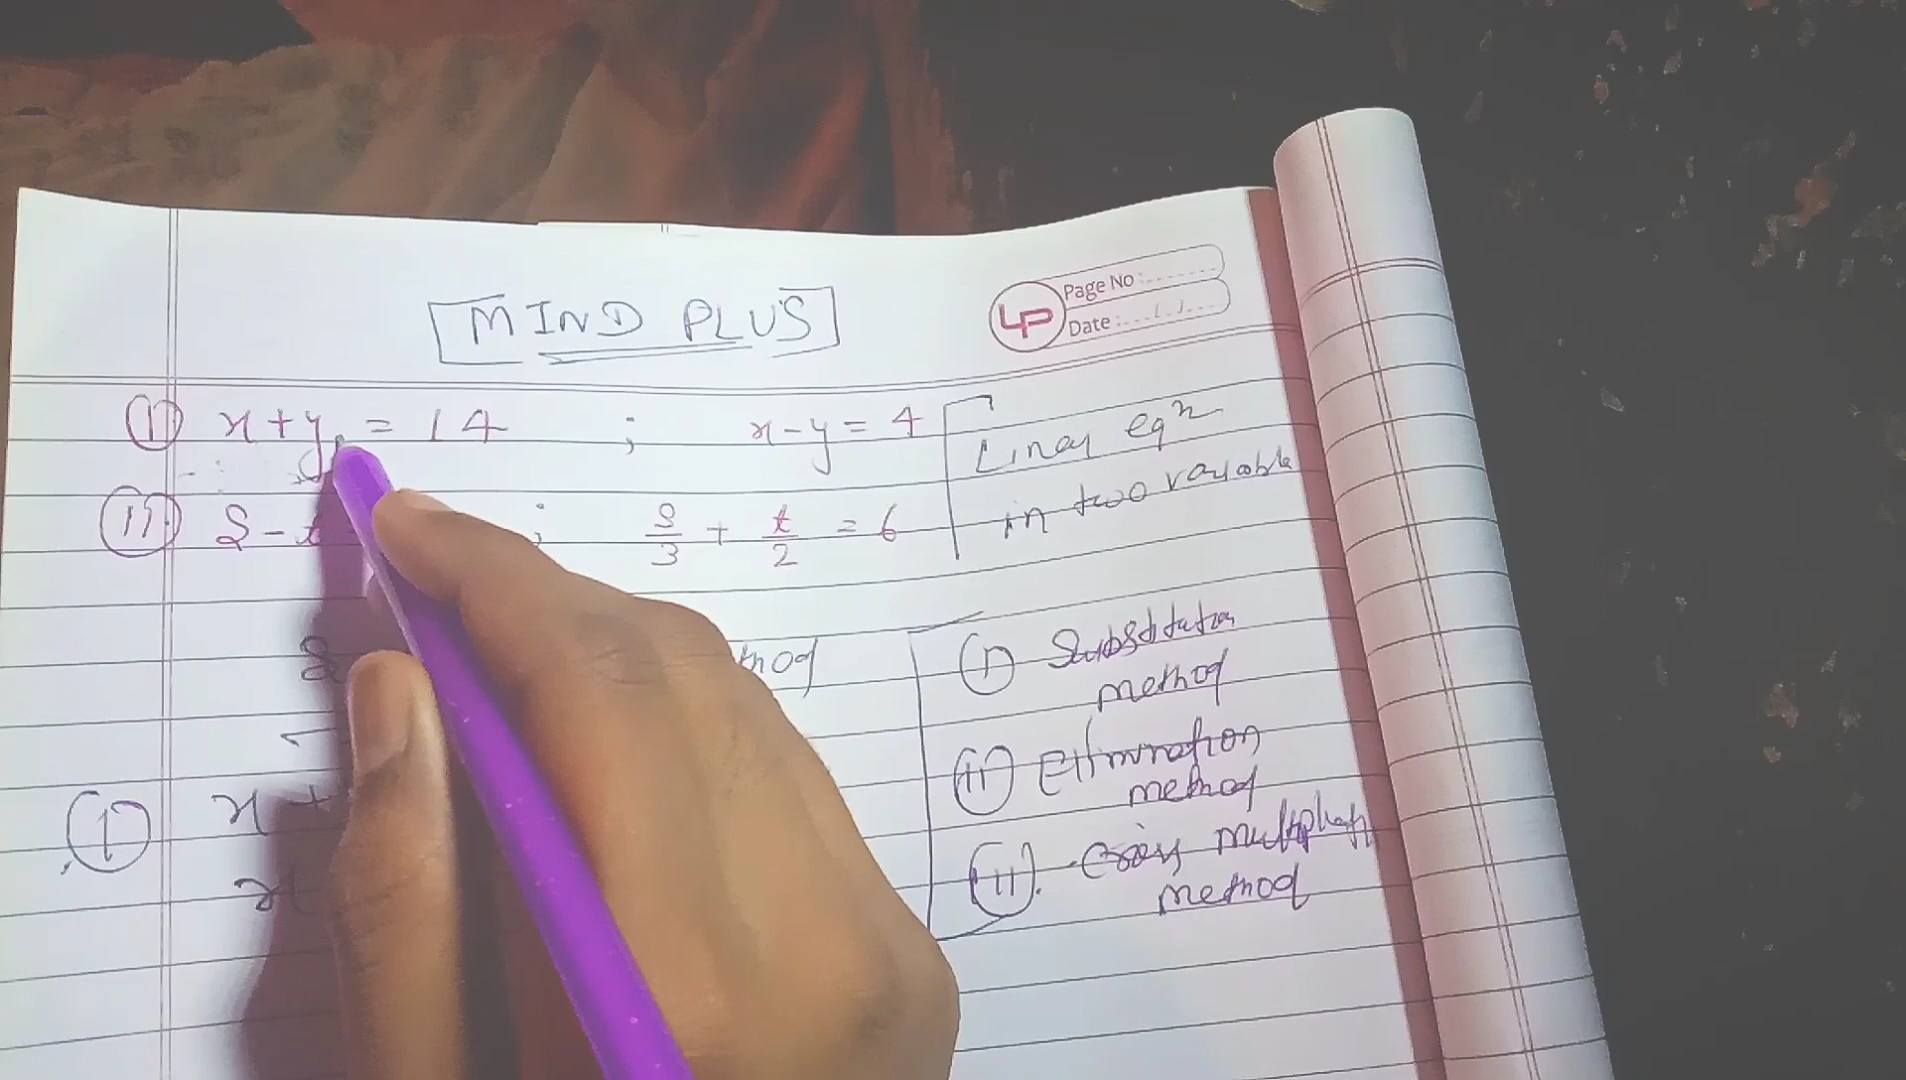 MIND PLUS
LP Page No :
Date :
(i) x+y = 14 ; x-y = 4
Linear eqn
in two variable
(ii) S-t ; s/3 + t/2 = 6
(i) Substitution
method
(ii) Elimination
method
(iii). Cross multiplicatn
method
(i) x +
x